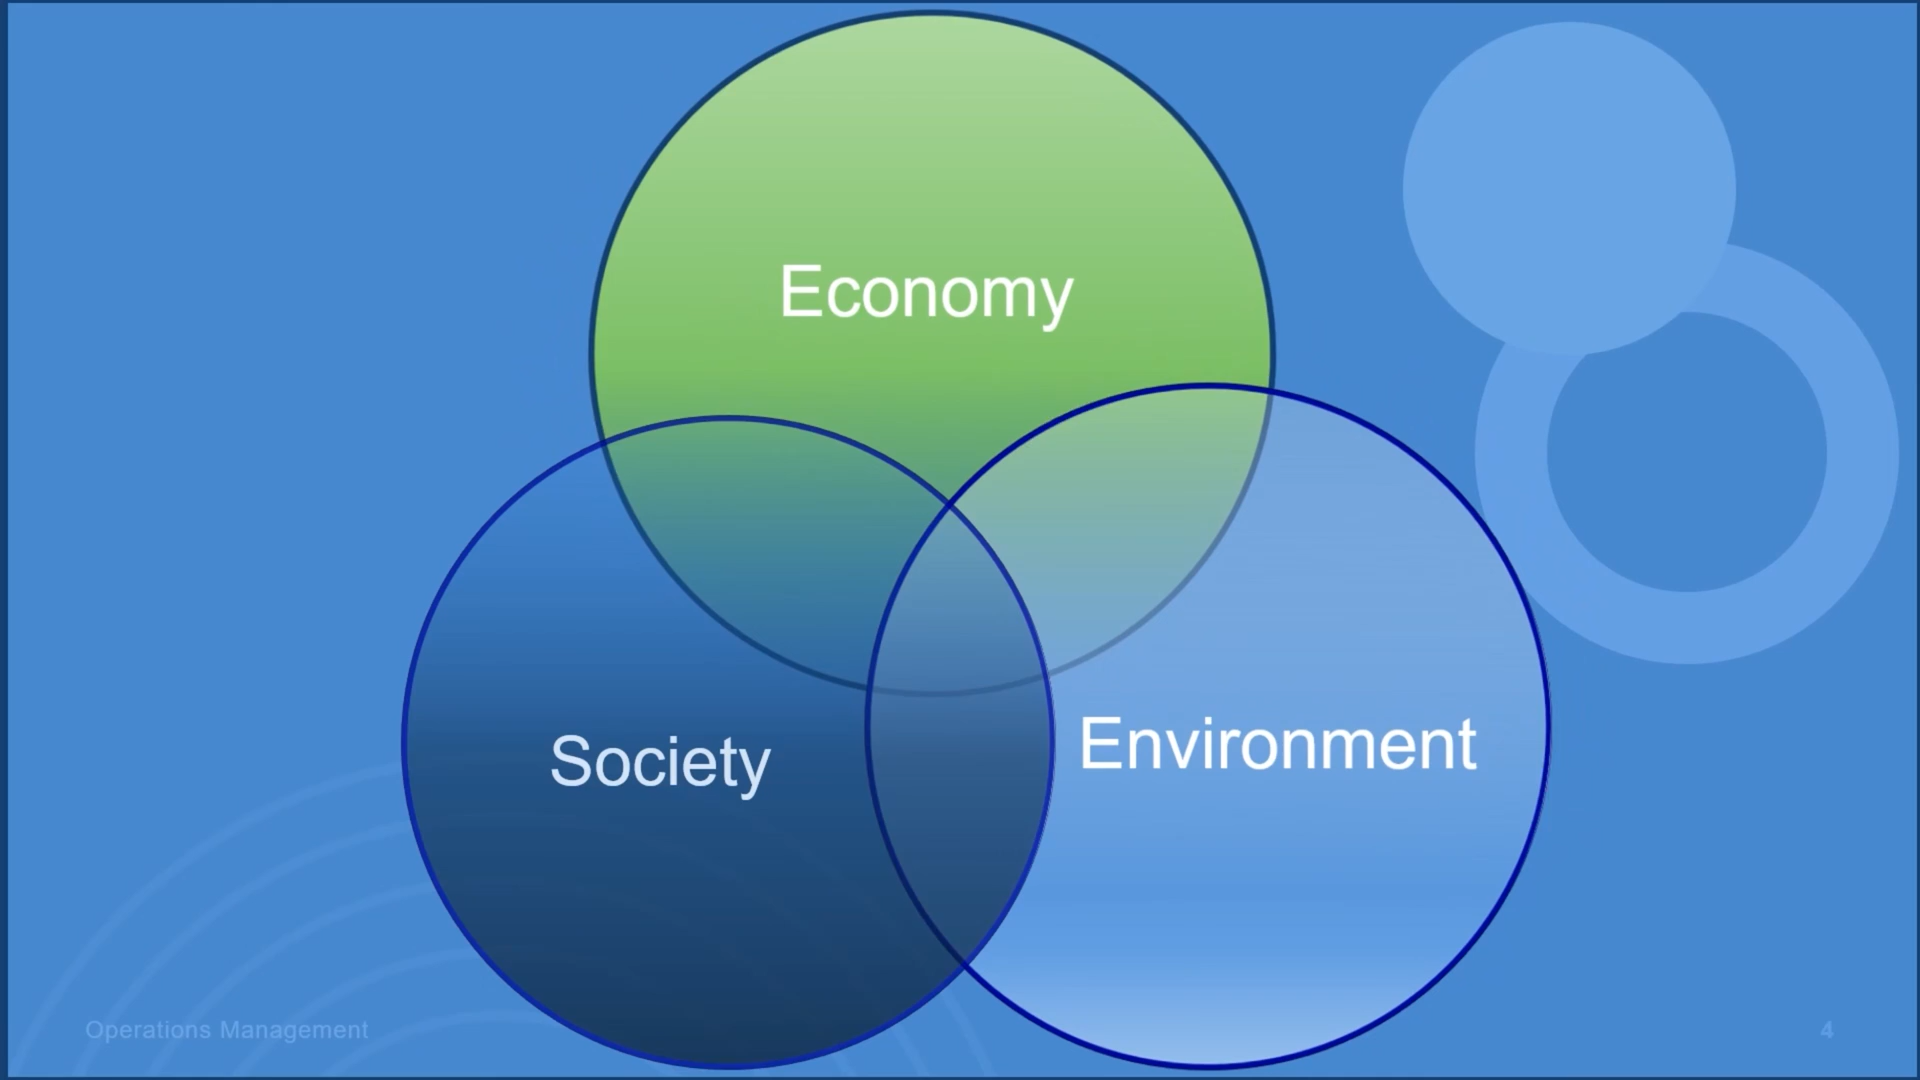 Economy
Society
Environment
Operations Management
4